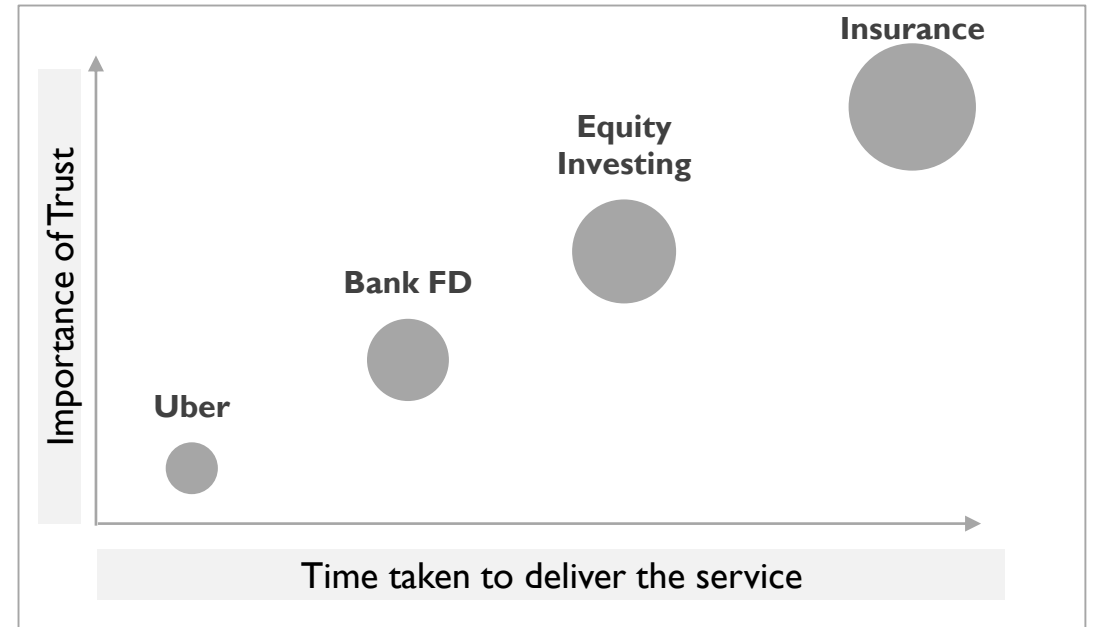 Insurance
Equity
Investing
Bank FD
Uber
Importance of Trust
Time taken to deliver the service